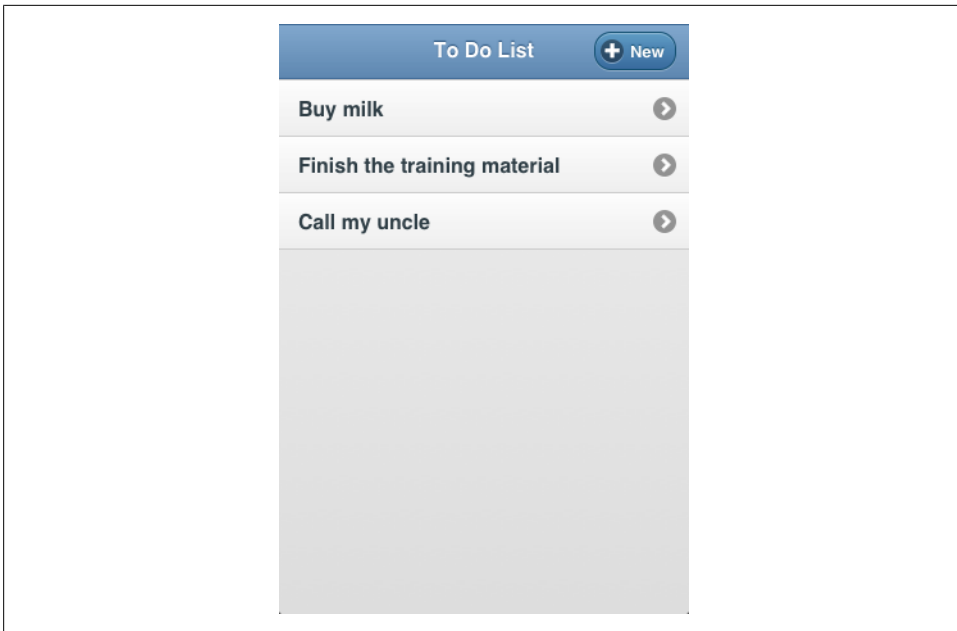 To Do List New
Buy milk
Finish the training material
Call my uncle